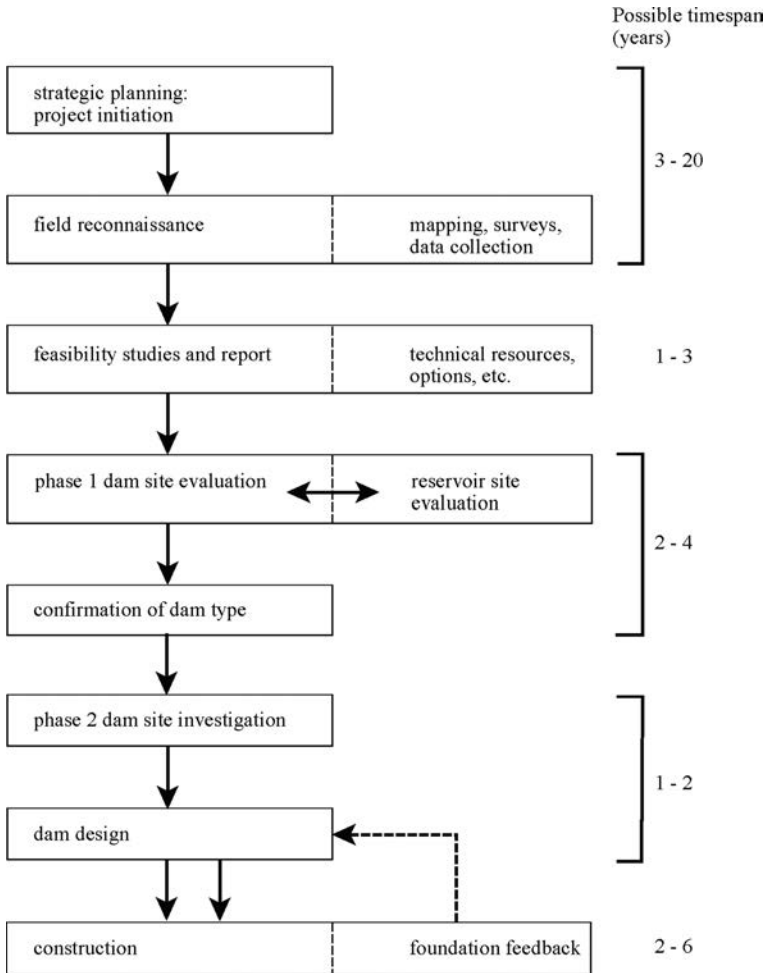 Possible timespan
(years)
strategic planning:
project initiation
3 - 20
field reconnaissance
mapping, surveys,
data collection
feasibility studies and report
technical resources,
options, etc.
1 - 3
phase 1 dam site evaluation
reservoir site
evaluation
2 - 4
confirmation of dam type
phase 2 dam site investigation
1 - 2
dam design
construction
foundation feedback
2 - 6